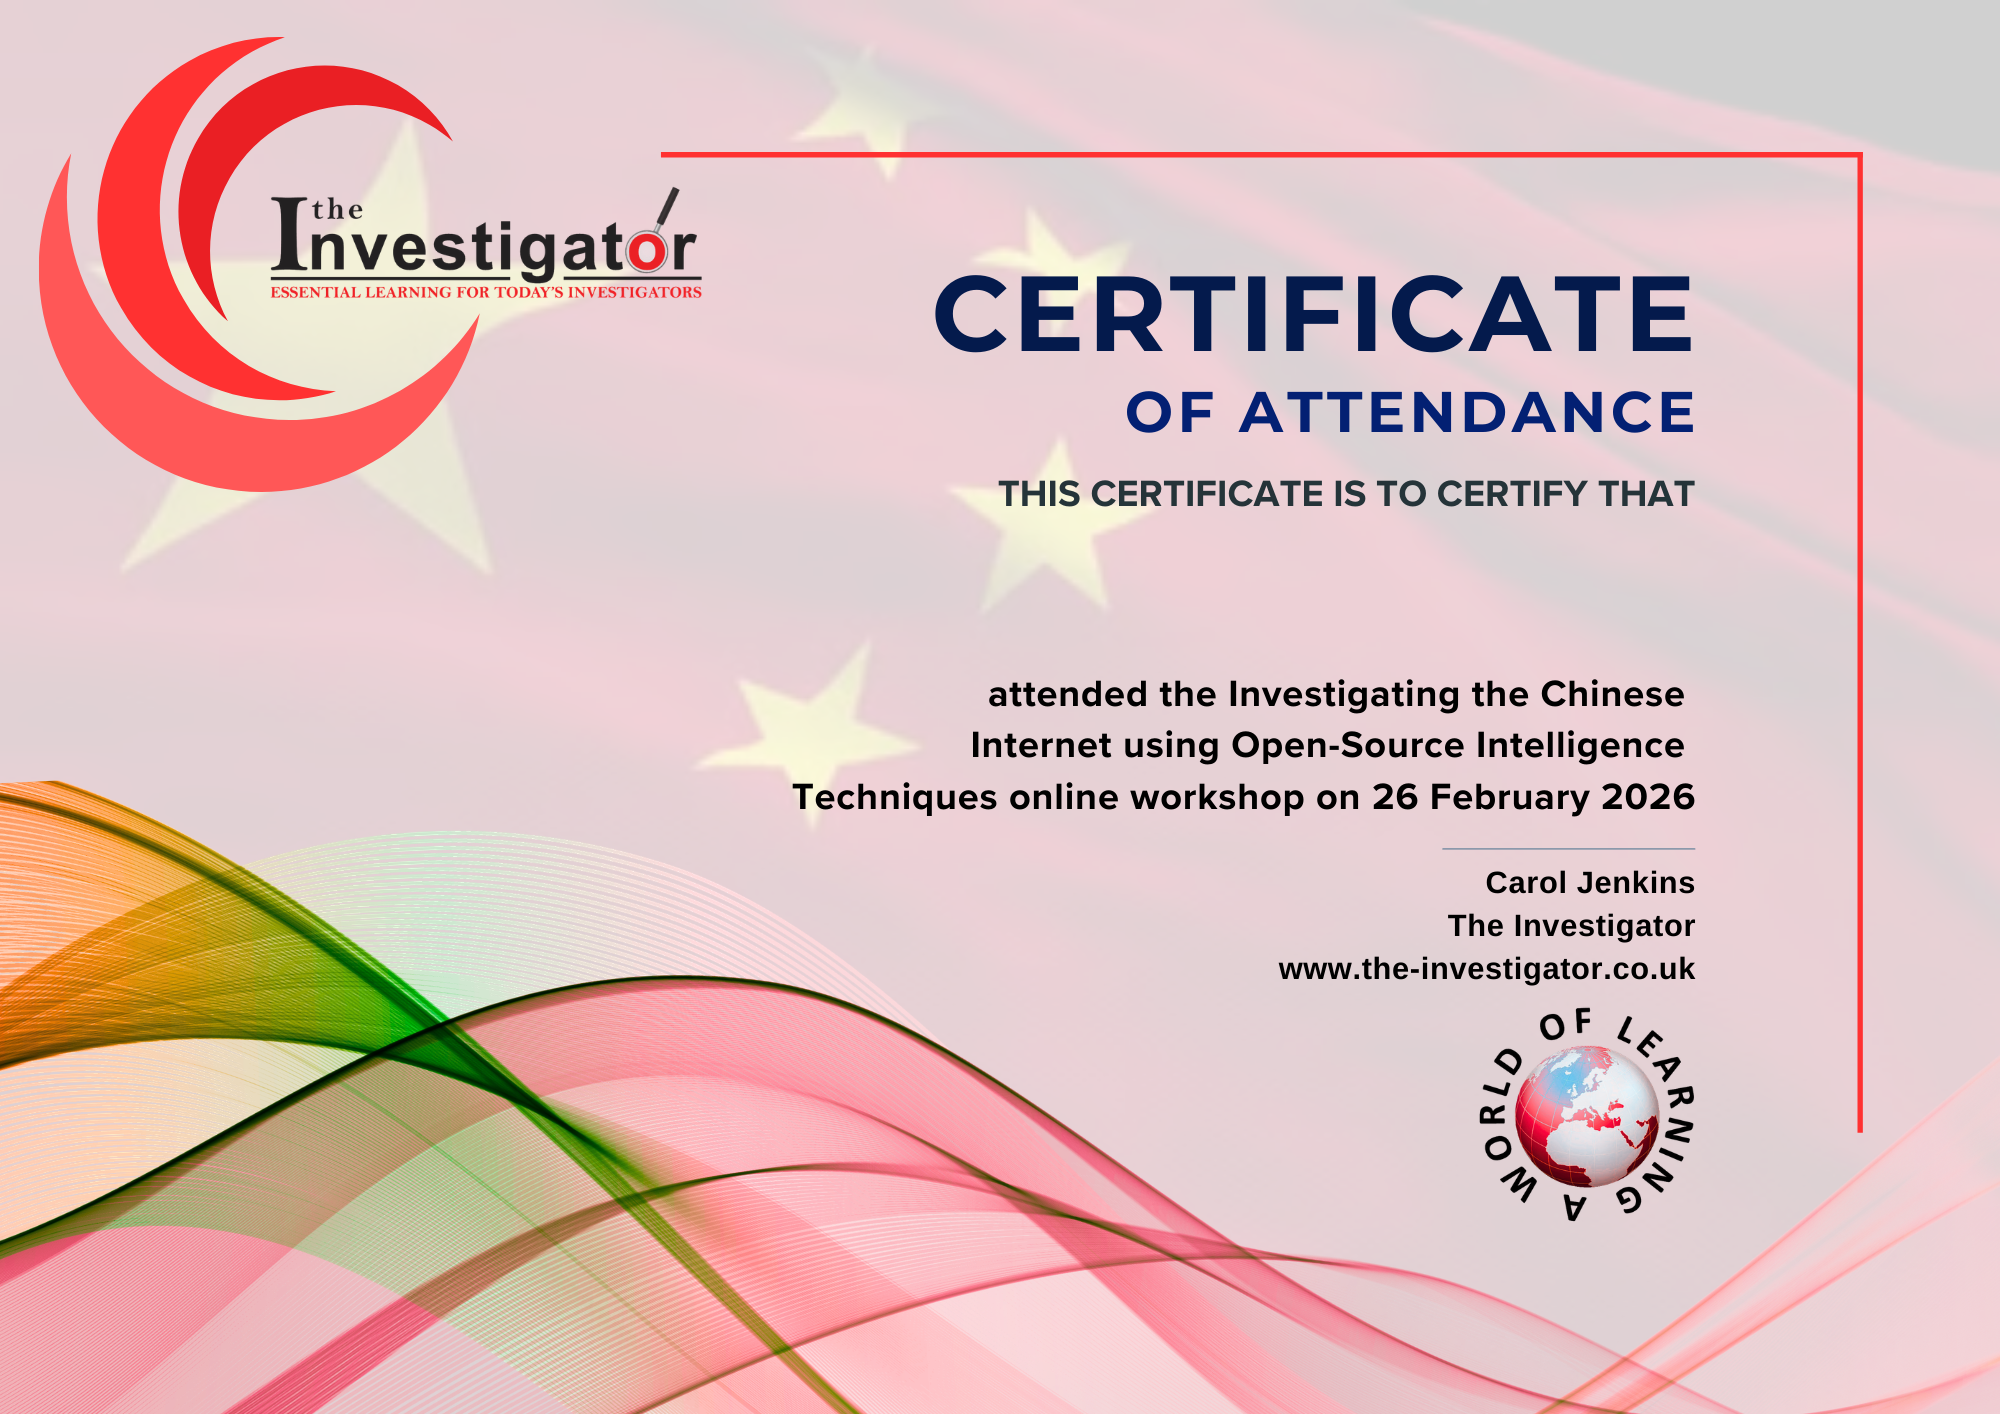 the
Investigator
ESSENTIAL LEARNING FOR TODAY'S INVESTIGATORS
CERTIFICATE
OF ATTENDANCE
THIS CERTIFICATE IS TO CERTIFY THAT
attended the Investigating the Chinese
Internet using Open-Source Intelligence
Techniques online workshop on 26 February 2026
Carol Jenkins
The Investigator
www.the-investigator.co.uk
A WORLD OF LEARNING